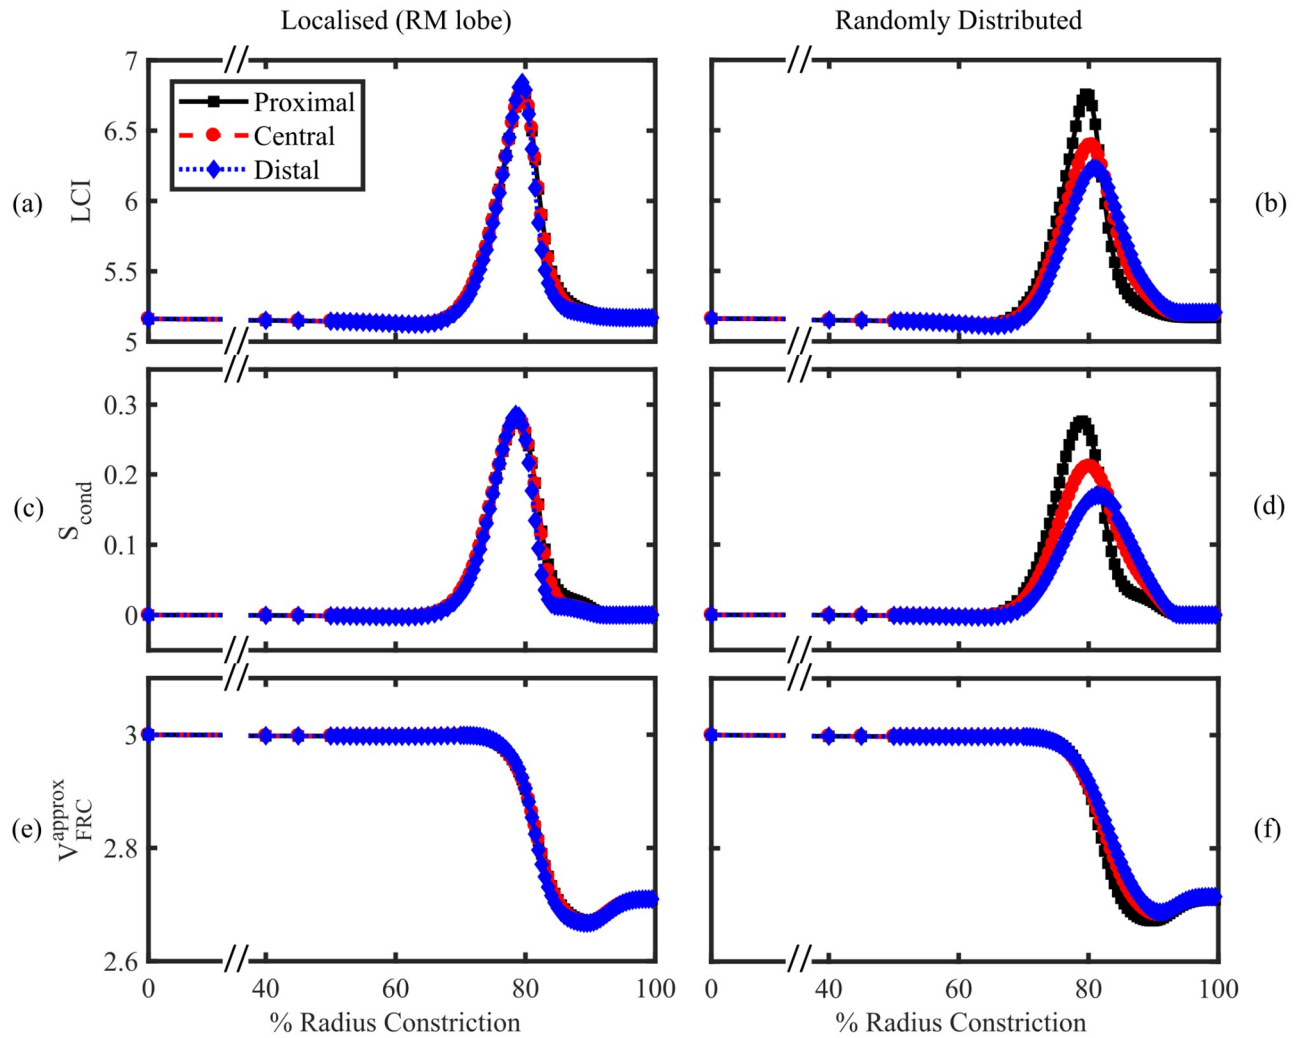 Localised (RM lobe)
Randomly Distributed
7
6.5
6
5.5
5
Proximal
Central
Distal
(a)
LCI
(b)
0.3
0.2
0.1
0
(c)
S_cond
(d)
3
2.8
2.6
(e)
V_FRC^approx
(f)
0 40 60 80 100
0 40 60 80 100
% Radius Constriction
% Radius Constriction